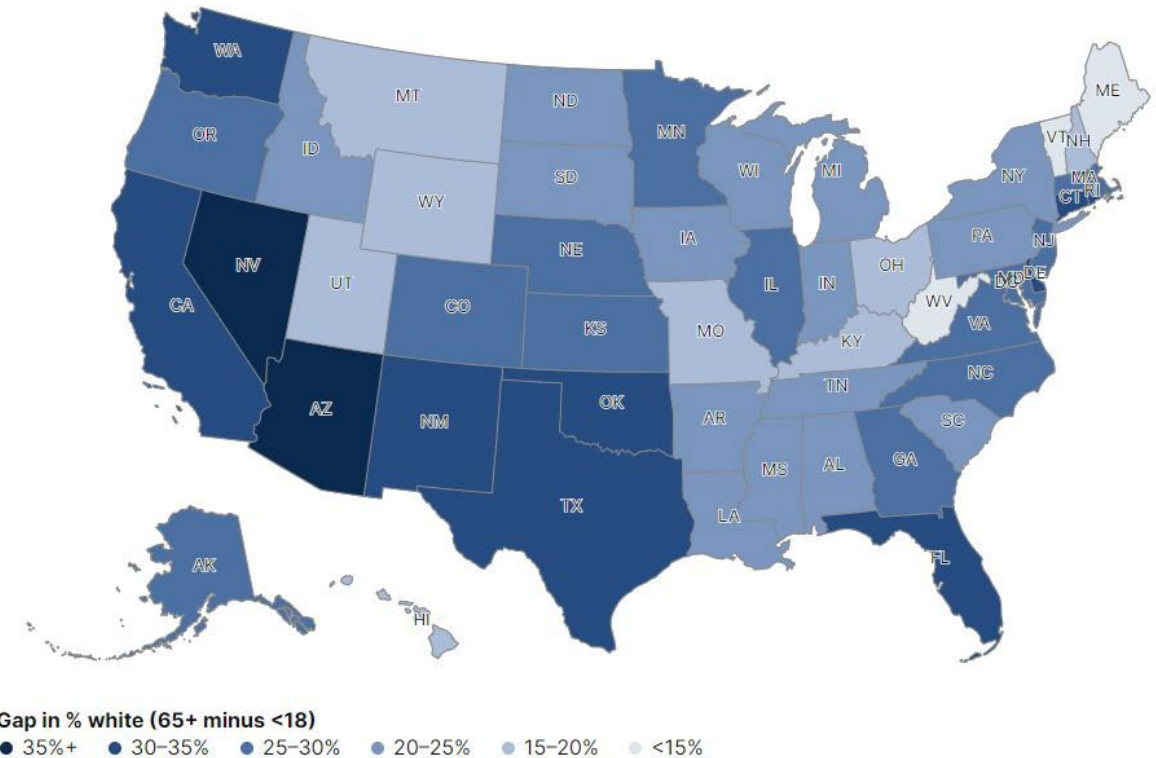 WA
MT
ND
MN
ME
OR
ID
SD
WI
MI
VT
NH
NY
MA
WY
CT
RI
NE
IA
PA
NJ
NV
UT
CO
IL
IN
OH
MD
DE
CA
KS
MO
WV
KY
VA
AZ
NM
OK
AR
TN
NC
SC
MS
AL
GA
TX
LA
FL
AK
HI
Gap in % white (65+ minus <18)
35%+ 30–35% 25–30% 20–25% 15–20% <15%